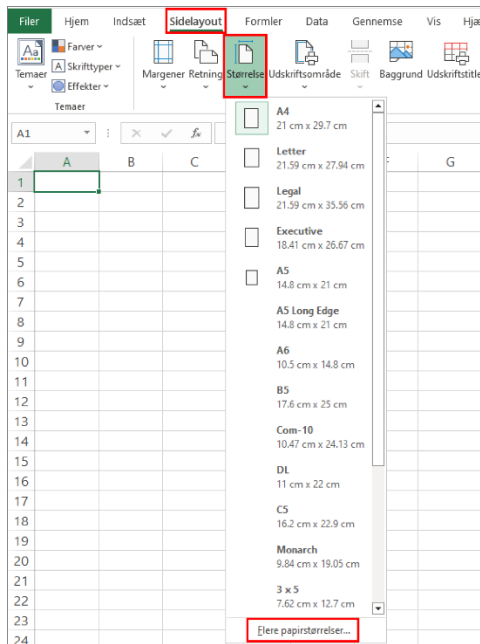 Filer Hjem Indsæt Sidelayout Formler Data Gennemse Vis Hjæ
Aa Farver
A Skrifttyper
Effekter
Temaer Margener Retning Størrelse Udskriftsområde Skift Baggrund Udskriftstitle
Temaer
A1 fx
A B C G
1
2
3
4
5
6
7
8
9
10
11
12
13
14
15
16
17
18
19
20
21
22
23
24
A4
21 cm x 29.7 cm
Letter
21.59 cm x 27.94 cm
Legal
21.59 cm x 35.56 cm
Executive
18.41 cm x 26.67 cm
A5
14.8 cm x 21 cm
A5 Long Edge
14.8 cm x 21 cm
A6
10.5 cm x 14.8 cm
B5
17.6 cm x 25 cm
Com-10
10.47 cm x 24.13 cm
DL
11 cm x 22 cm
C5
16.2 cm x 22.9 cm
Monarch
9.84 cm x 19.05 cm
3 x 5
7.62 cm x 12.7 cm
Flere papirstørrelser...